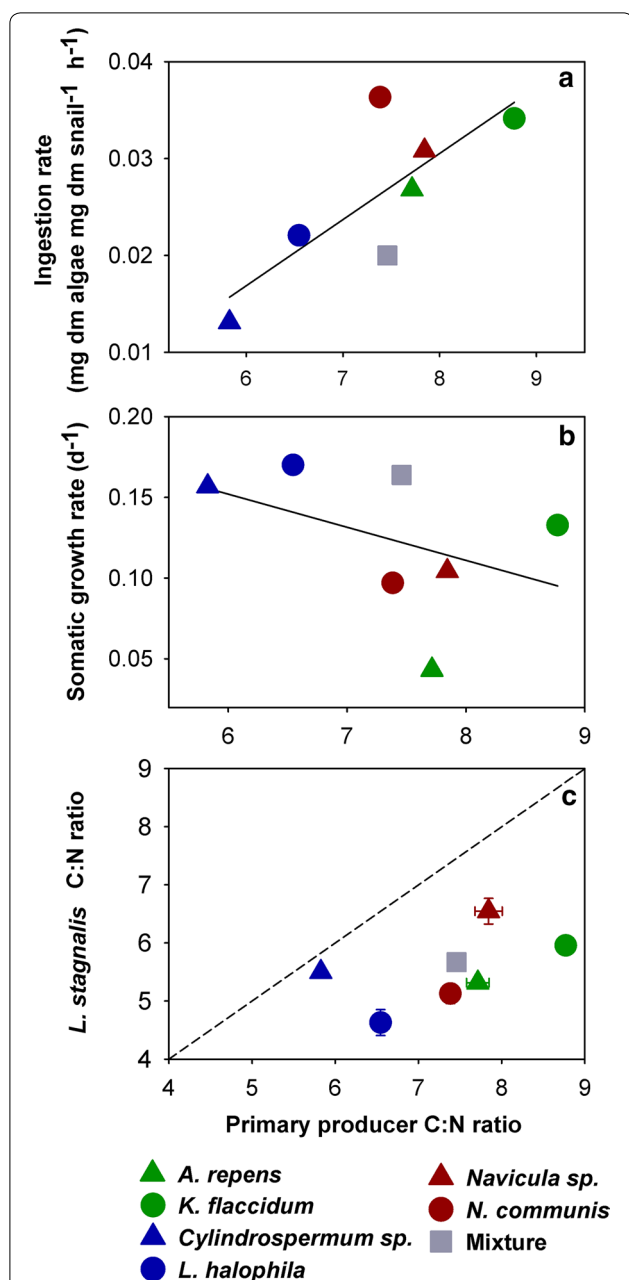 a
0.04
0.03
0.02
0.01
6 7 8 9
Ingestion rate
(mg dm algae mg dm snail⁻¹ h⁻¹)
b
0.20
0.15
0.10
0.05
6 7 8 9
Somatic growth rate (d⁻¹)
c
9
8
7
6
5
4
4 5 6 7 8 9
L. stagnalis C:N ratio
Primary producer C:N ratio
A. repens
K. flaccidum
Cylindrospermum sp.
L. halophila
Navicula sp.
N. communis
Mixture